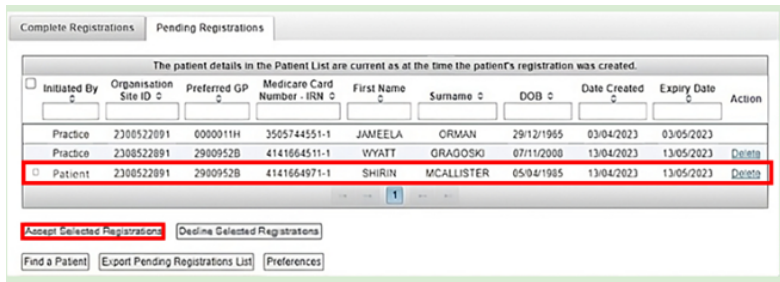 Complete Registrations Pending Registrations
The patient details in the Patient List are current as at the time the patient's registration was created.
Initiated By Organisation Site ID Preferred GP Medicare Card Number - IRN First Name Surname DOB Date Created Expiry Date Action
Practice 2308522891 0000011H 3505744551-1 JAMEELA ORMAN 29/12/1965 03/04/2023 03/05/2023
Practice 2308522891 2900952B 4141664511-1 WYATT GRAGOSKI 07/11/2008 13/04/2023 13/05/2023 Delete
Patient 2308522891 2900952B 4141664971-1 SHIRIN MCALLISTER 05/04/1985 13/04/2023 13/05/2023 Delete
1
Accept Selected Registrations Decline Selected Registrations
Find a Patient Export Pending Registrations List Preferences